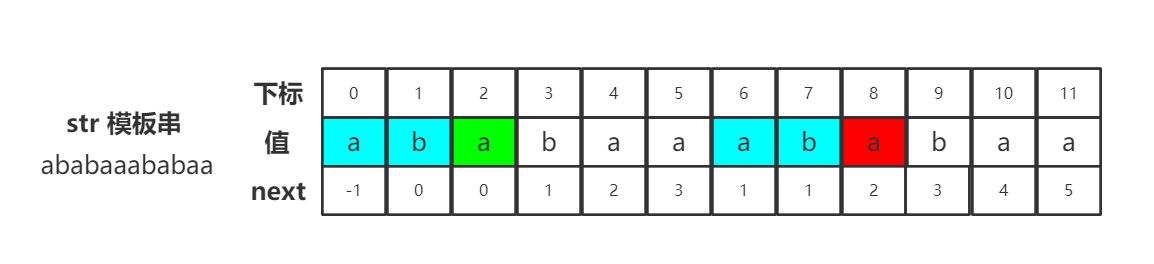 下标 0 1 2 3 4 5 6 7 8 9 10 11
str 模板串
值 a b a b a a a b a b a a
ababaaababaa
next -1 0 0 1 2 3 1 1 2 3 4 5